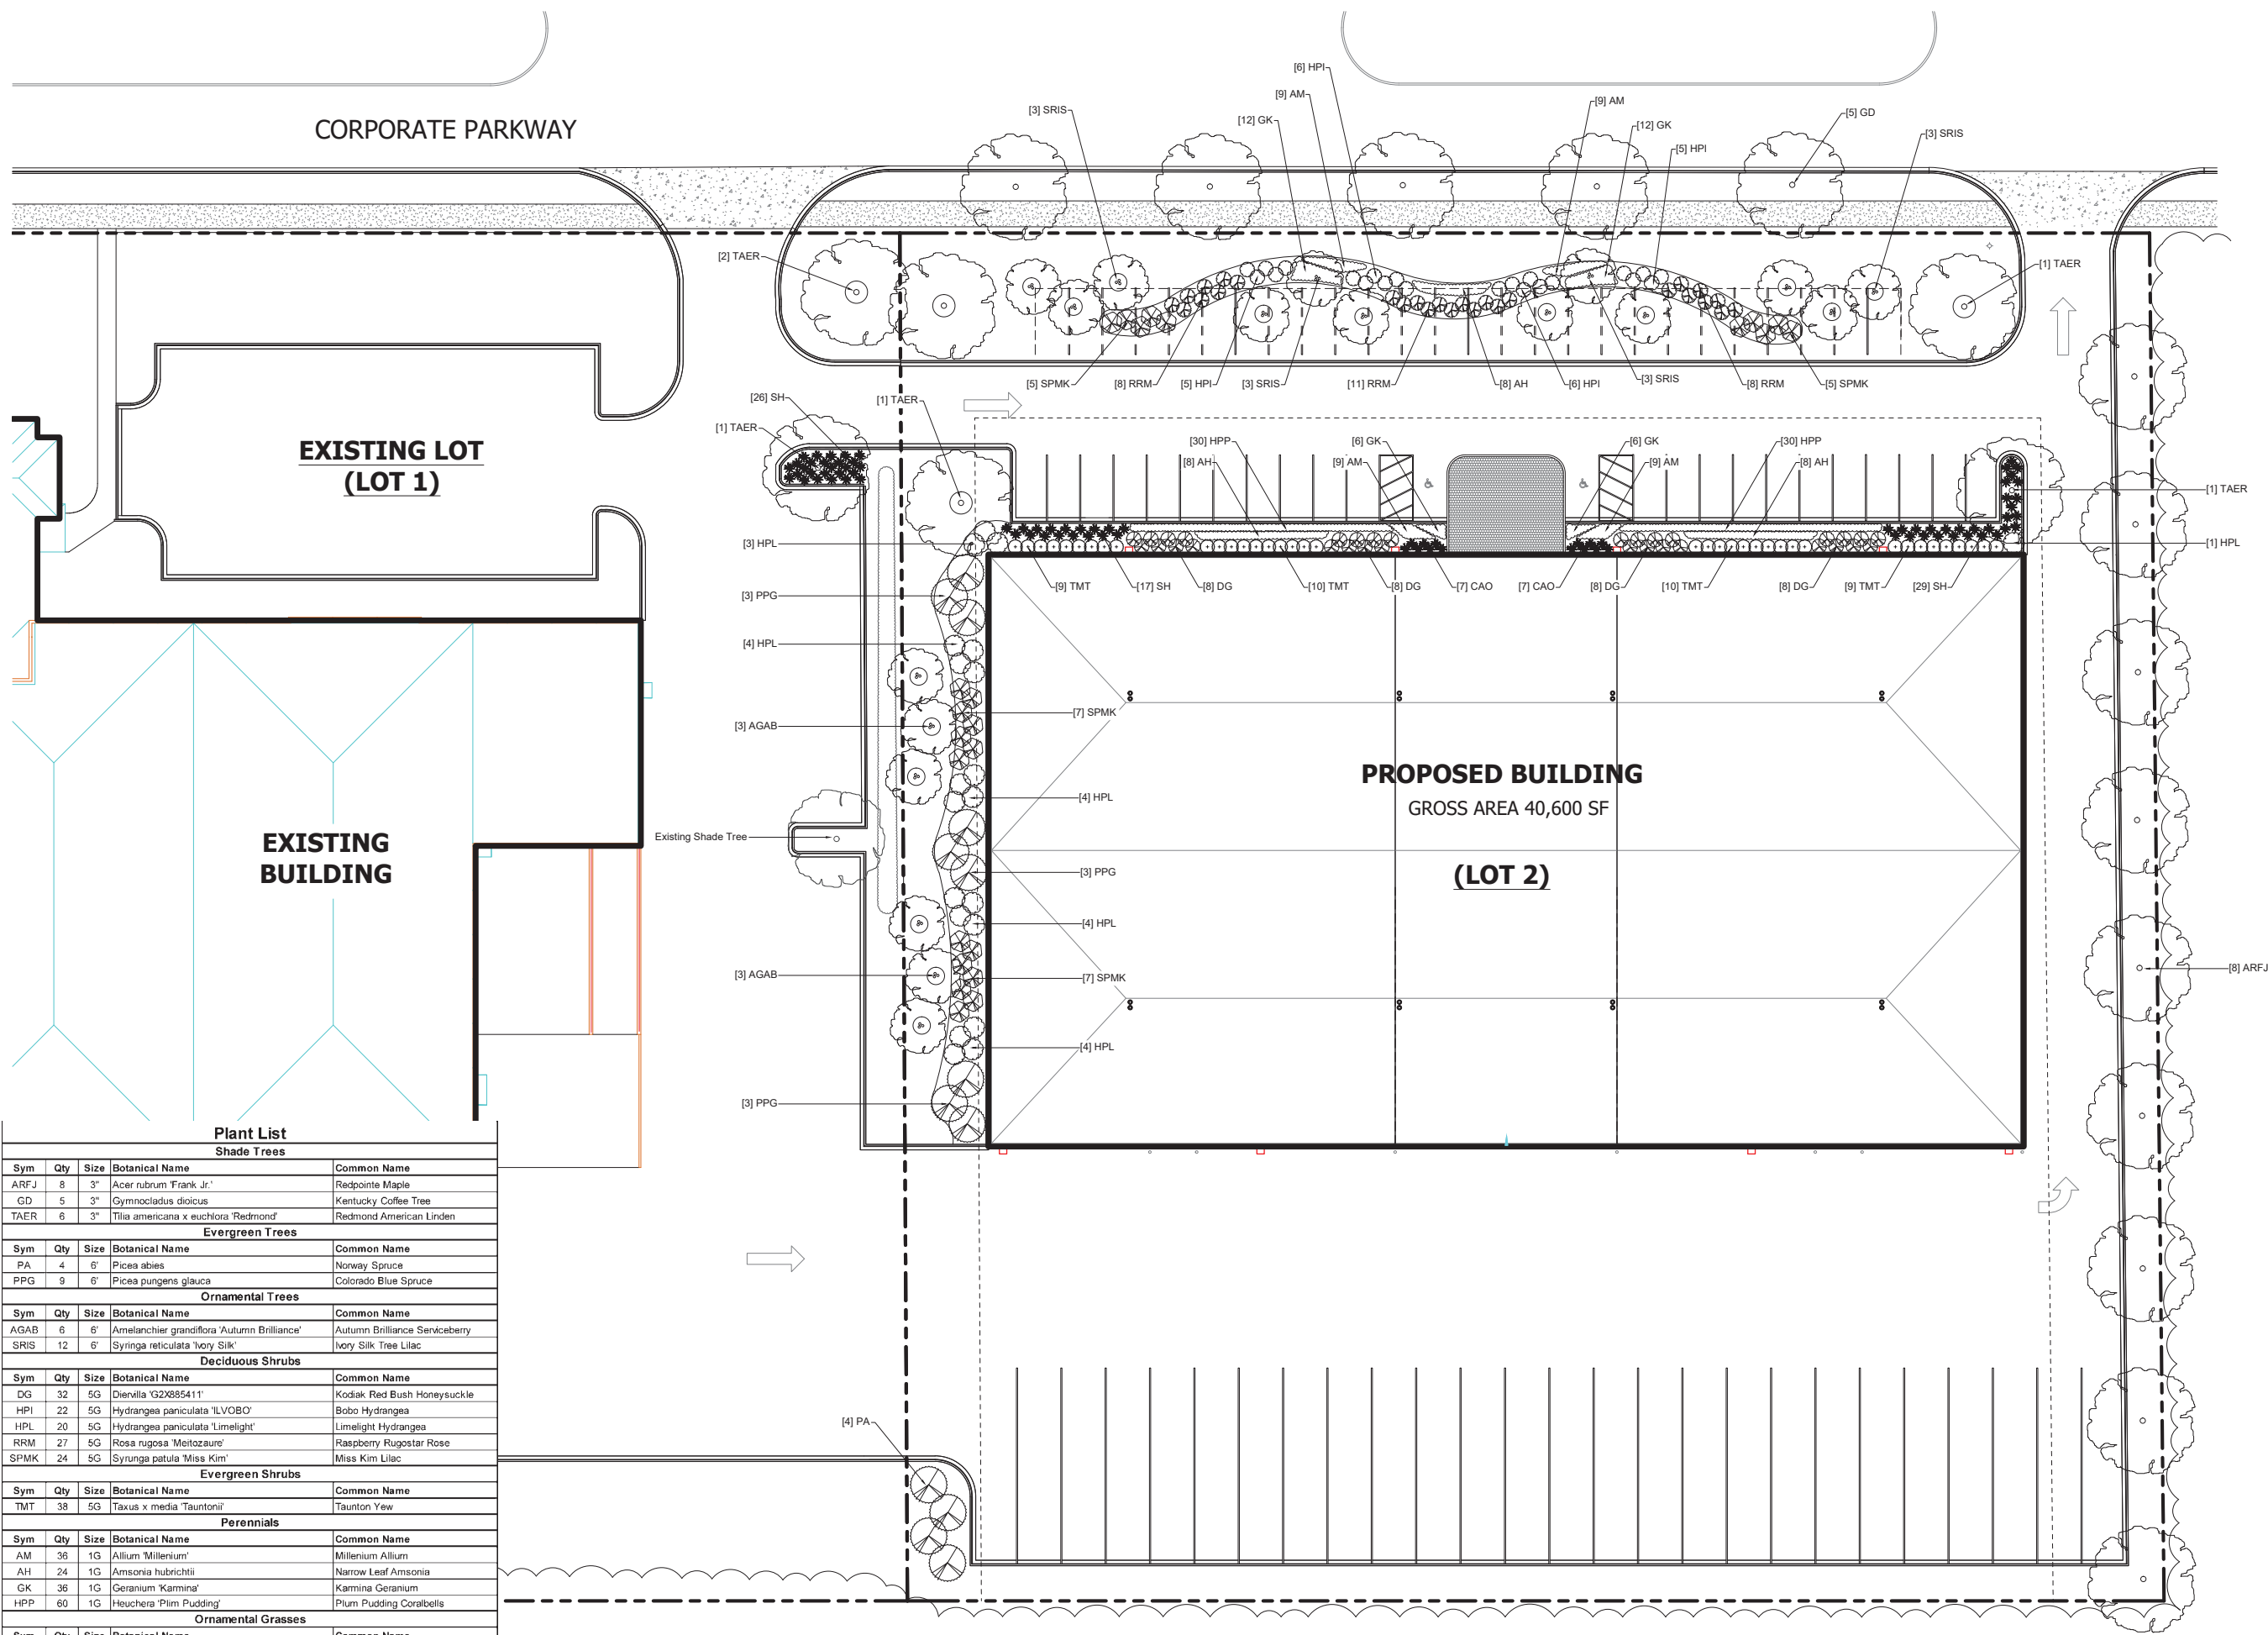 CORPORATE PARKWAY
[6] HPI
[9] AM
[3] SRIS
[12] GK
[9] AM
[12] GK
[5] GD
[5] HPI
[3] SRIS
[2] TAER
[1] TAER
[5] SPMK
[8] RRM
[5] HPI
[3] SRIS
[11] RRM
[8] AH
[6] HPI
[3] SRIS
[8] RRM
[5] SPMK
[26] SH
[1] TAER
[1] TAER
EXISTING LOT
(LOT 1)
[30] HPP
[8] AH
[6] GK
[9] AM
[6] GK
[9] AM
[30] HPP
[8] AH
[1] TAER
[3] HPL
[1] HPL
[9] TMT
[17] SH
[8] DG
[10] TMT
[8] DG
[7] CAO
[7] CAO
[8] DG
[10] TMT
[8] DG
[9] TMT
[29] SH
[3] PPG
[4] HPL
[7] SPMK
[3] AGAB
[4] HPL
PROPOSED BUILDING
GROSS AREA 40,600 SF
(LOT 2)
Existing Shade Tree
EXISTING
BUILDING
[3] PPG
[4] HPL
[3] AGAB
[7] SPMK
[8] ARFJ
[4] HPL
[3] PPG
[4] PA
Plant List
Shade Trees
Sym Qty Size Botanical Name Common Name
ARFJ 8 3" Acer rubrum 'Frank Jr.' Redpointe Maple
GD 5 3" Gymnocladus dioicus Kentucky Coffee Tree
TAER 6 3" Tilia americana x euchlora 'Redmond' Redmond American Linden
Evergreen Trees
Sym Qty Size Botanical Name Common Name
PA 4 6' Picea abies Norway Spruce
PPG 9 6' Picea pungens glauca Colorado Blue Spruce
Ornamental Trees
Sym Qty Size Botanical Name Common Name
AGAB 6 6' Amelanchier grandiflora 'Autumn Brilliance' Autumn Brilliance Serviceberry
SRIS 12 6' Syringa reticulata 'Ivory Silk' Ivory Silk Tree Lilac
Deciduous Shrubs
Sym Qty Size Botanical Name Common Name
DG 32 5G Diervilla 'G2X885411' Kodiak Red Bush Honeysuckle
HPI 22 5G Hydrangea paniculata 'ILVOBO' Bobo Hydrangea
HPL 20 5G Hydrangea paniculata 'Limelight' Limelight Hydrangea
RRM 27 5G Rosa rugosa 'Meitozaure' Raspberry Rugostar Rose
SPMK 24 5G Syrunga patula 'Miss Kim' Miss Kim Lilac
Evergreen Shrubs
Sym Qty Size Botanical Name Common Name
TMT 38 5G Taxus x media 'Tauntonii' Taunton Yew
Perennials
Sym Qty Size Botanical Name Common Name
AM 36 1G Allium 'Millenium' Millenium Allium
AH 24 1G Amsonia hubrichtii Narrow Leaf Amsonia
GK 36 1G Geranium 'Karmina' Karmina Geranium
HPP 60 1G Heuchera 'Plim Pudding' Plum Pudding Coralbells
Ornamental Grasses
Sym Qty Size Botanical Name Common Name